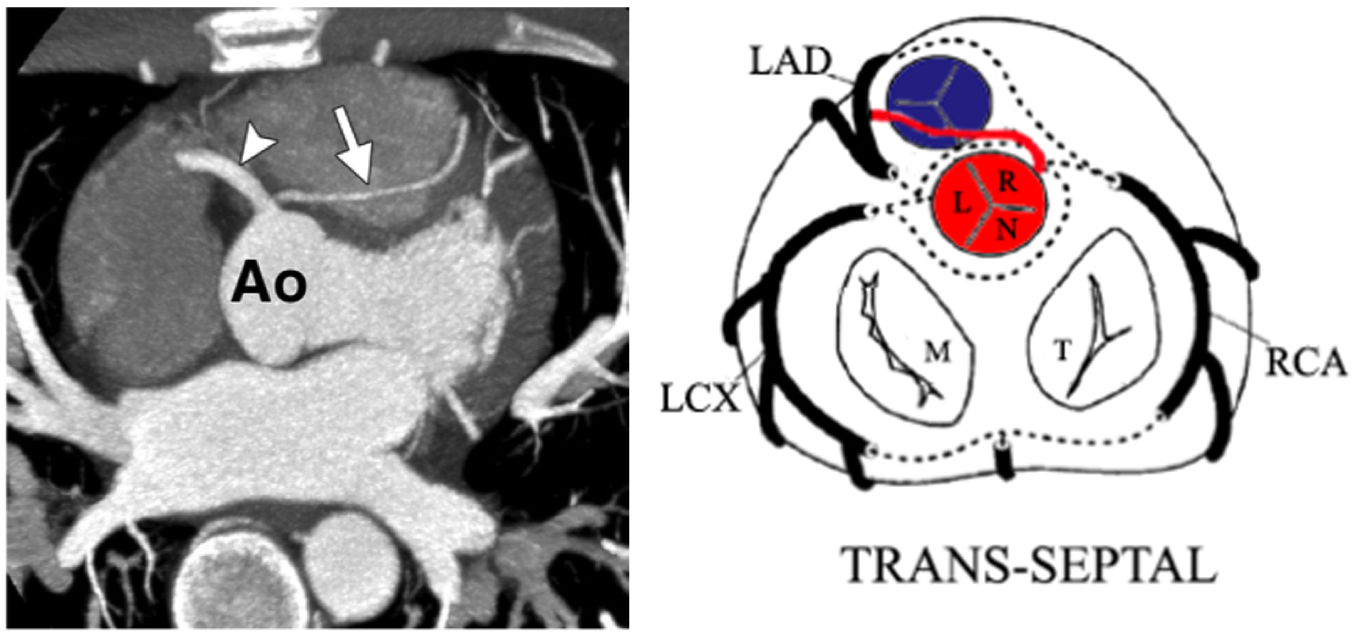 Ao
LAD
R
L
N
M
T
LCX
RCA
TRANS-SEPTAL